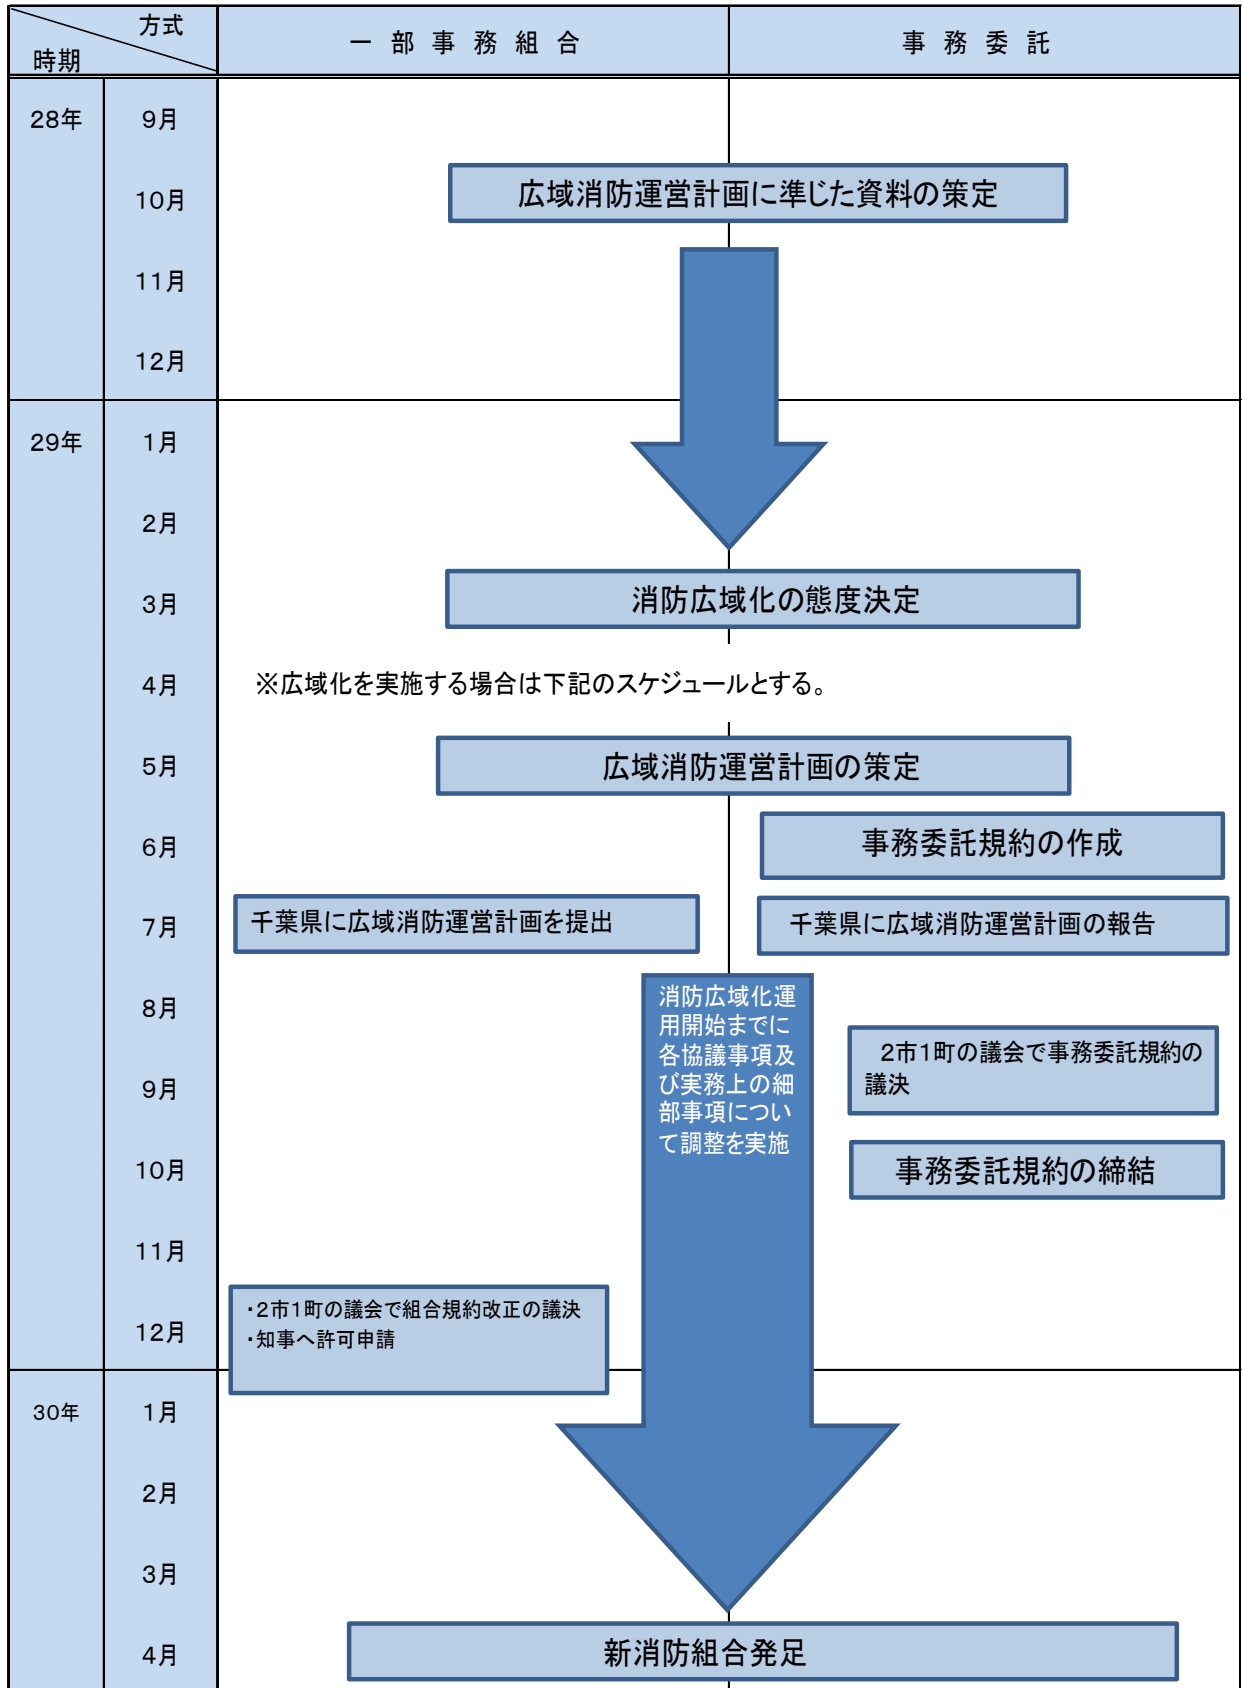 方式
時期
一部事務組合
事務委託
28年
9月
10月
広域消防運営計画に準じた資料の策定
11月
12月
29年
1月
2月
3月
消防広域化の態度決定
4月
※広域化を実施する場合は下記のスケジュールとする。
5月
広域消防運営計画の策定
6月
事務委託規約の作成
7月
千葉県に広域消防運営計画を提出
千葉県に広域消防運営計画の報告
8月
消防広域化運
用開始までに
各協議事項及
び実務上の細
部事項につい
て調整を実施
9月
2市1町の議会で事務委託規約の
議決
10月
事務委託規約の締結
11月
12月
・2市1町の議会で組合規約改正の議決
・知事へ許可申請
30年
1月
2月
3月
4月
新消防組合発足